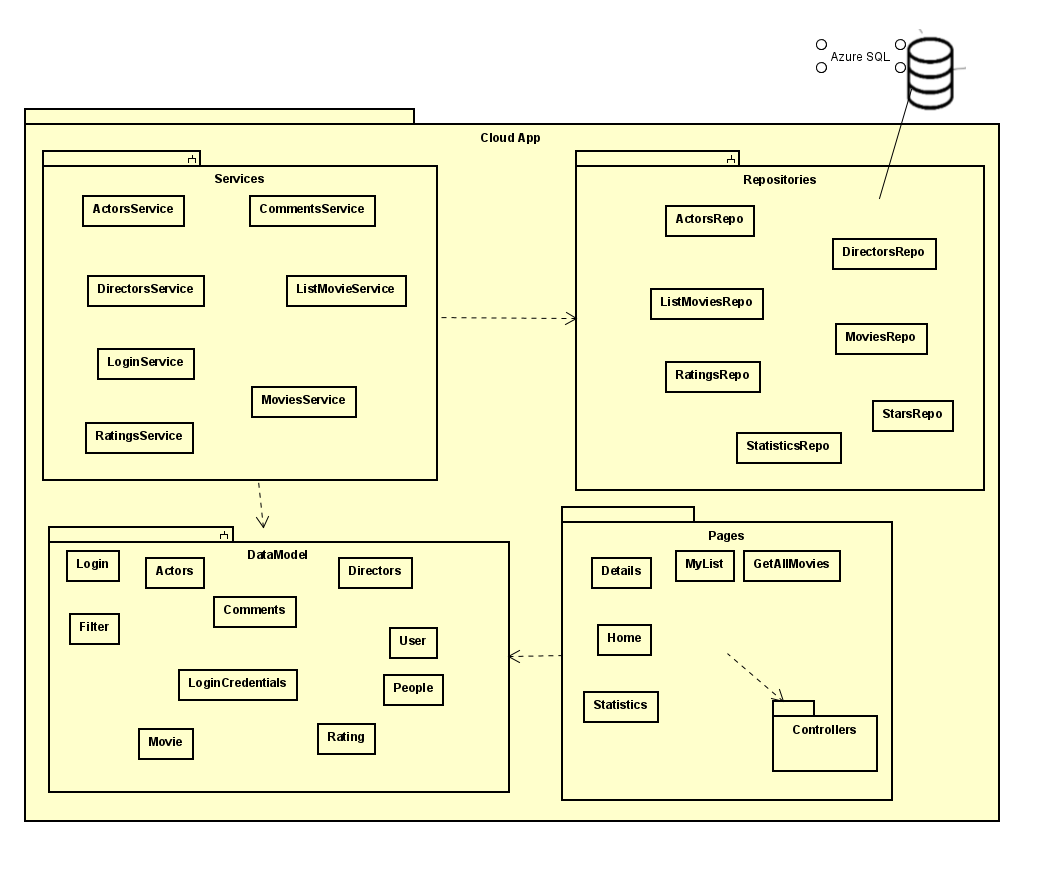 Azure SQL
Cloud App
Services
ActorsService
CommentsService
DirectorsService
ListMovieService
LoginService
MoviesService
RatingsService
Repositories
ActorsRepo
DirectorsRepo
ListMoviesRepo
MoviesRepo
RatingsRepo
StarsRepo
StatisticsRepo
DataModel
Login
Actors
Directors
Comments
Filter
User
LoginCredentials
People
Movie
Rating
Pages
Details
MyList
GetAllMovies
Home
Statistics
Controllers